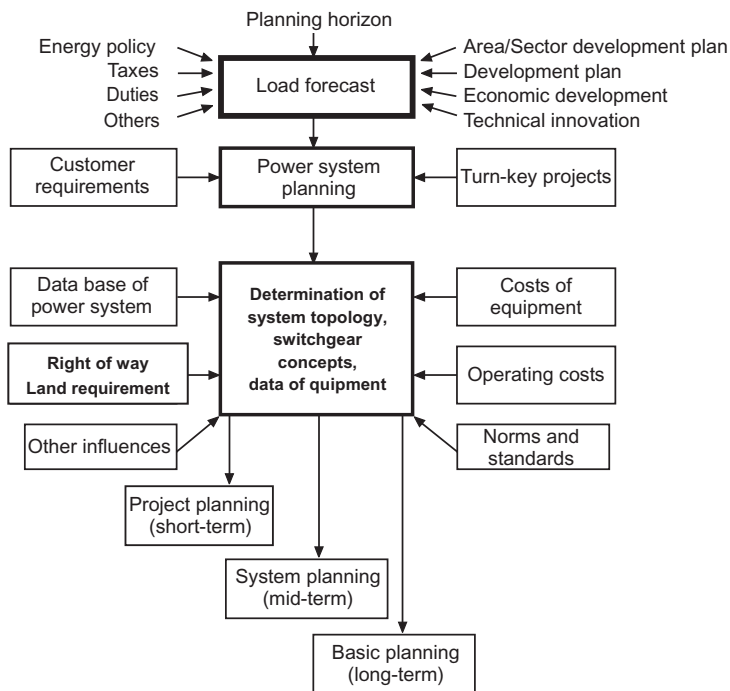 Planning horizon
Energy policy
Taxes
Duties
Others
Load forecast
Area/Sector development plan
Development plan
Economic development
Technical innovation
Customer
requirements
Power system
planning
Turn-key projects
Data base of
power system
Determination of
system topology,
switchgear
concepts,
data of quipment
Costs of
equipment
Right of way
Land requirement
Operating costs
Other influences
Norms and
standards
Project planning
(short-term)
System planning
(mid-term)
Basic planning
(long-term)